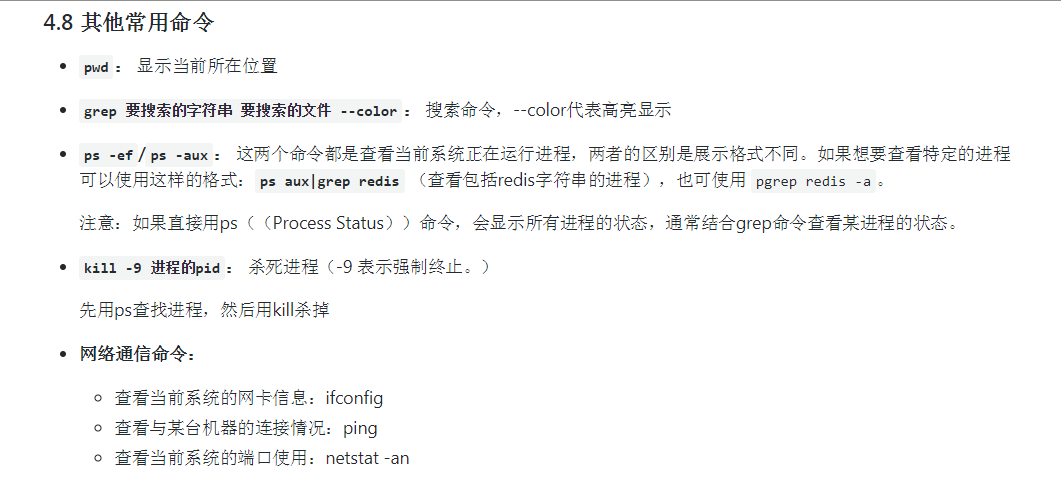 4.8 其他常用命令
pwd： 显示当前所在位置
grep 要搜索的字符串 要搜索的文件 --color： 搜索命令，--color代表高亮显示
ps -ef / ps -aux： 这两个命令都是查看当前系统正在运行进程，两者的区别是展示格式不同。如果想要查看特定的进程
可以使用这样的格式：ps aux|grep redis （查看包括redis字符串的进程），也可使用 pgrep redis -a。
注意：如果直接用ps（（Process Status））命令，会显示所有进程的状态，通常结合grep命令查看某进程的状态。
kill -9 进程的pid： 杀死进程（-9 表示强制终止。）
先用ps查找进程，然后用kill杀掉
网络通信命令：
查看当前系统的网卡信息：ifconfig
查看与某台机器的连接情况：ping
查看当前系统的端口使用：netstat -an